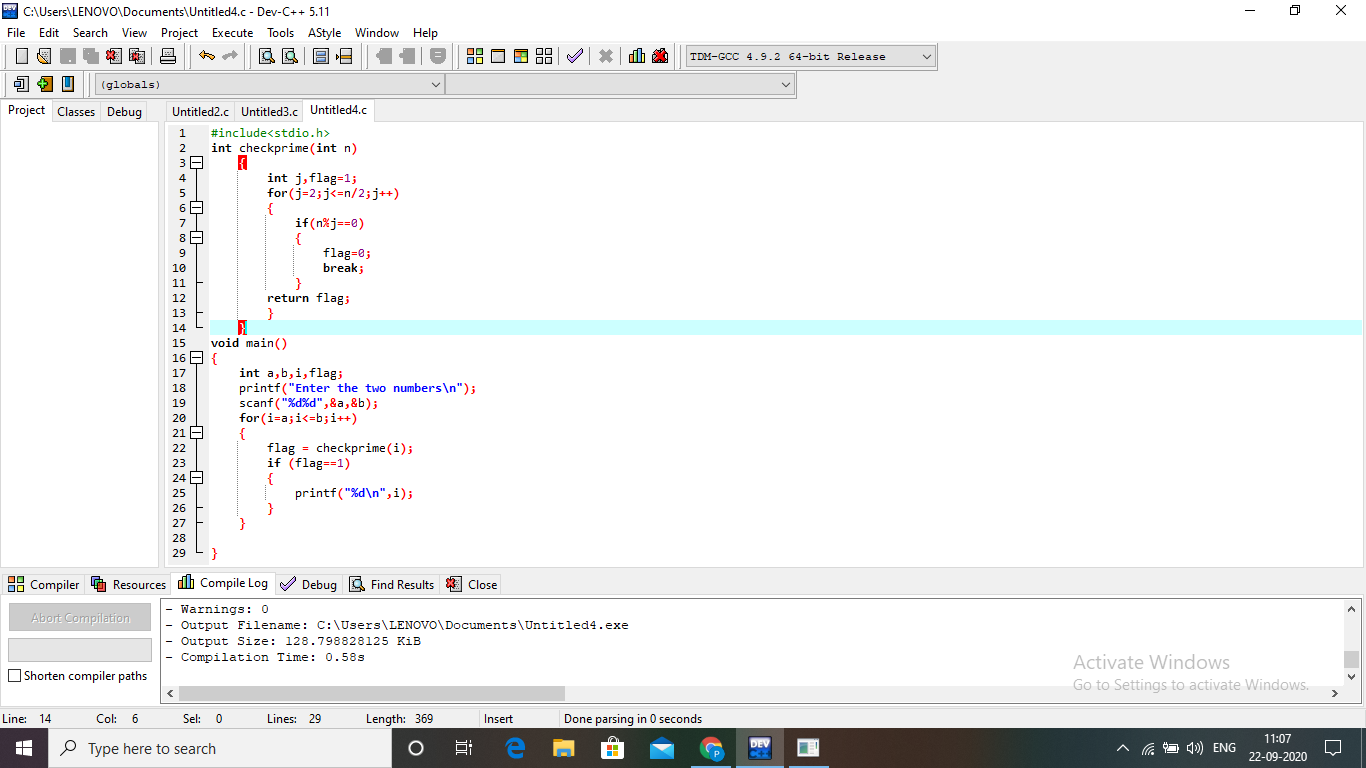 C:\Users\LENOVO\Documents\Untitled4.c - Dev-C++ 5.11
File Edit Search View Project Execute Tools AStyle Window Help
TDM-GCC 4.9.2 64-bit Release
(globals)
Project Classes Debug
Untitled2.c Untitled3.c Untitled4.c
1 #include<stdio.h>
2 int checkprime(int n)
3 {
4 int j,flag=1;
5 for(j=2;j<=n/2;j++)
6 {
7 if(n%j==0)
8 {
9 flag=0;
10 break;
11 }
12 return flag;
13 }
14 }
15 void main()
16 {
17 int a,b,i,flag;
18 printf("Enter the two numbers\n");
19 scanf("%d%d",&a,&b);
20 for(i=a;i<=b;i++)
21 {
22 flag = checkprime(i);
23 if (flag==1)
24 {
25 printf("%d\n",i);
26 }
27 }
28
29 }
Compiler Resources Compile Log Debug Find Results Close
Abort Compilation
Shorten compiler paths
- Warnings: 0
- Output Filename: C:\Users\LENOVO\Documents\Untitled4.exe
- Output Size: 128.798828125 KiB
- Compilation Time: 0.58s
Activate Windows
Go to Settings to activate Windows.
Line: 14 Col: 6 Sel: 0 Lines: 29 Length: 369 Insert Done parsing in 0 seconds
Type here to search
DEV
P
ENG
11:07
22-09-2020